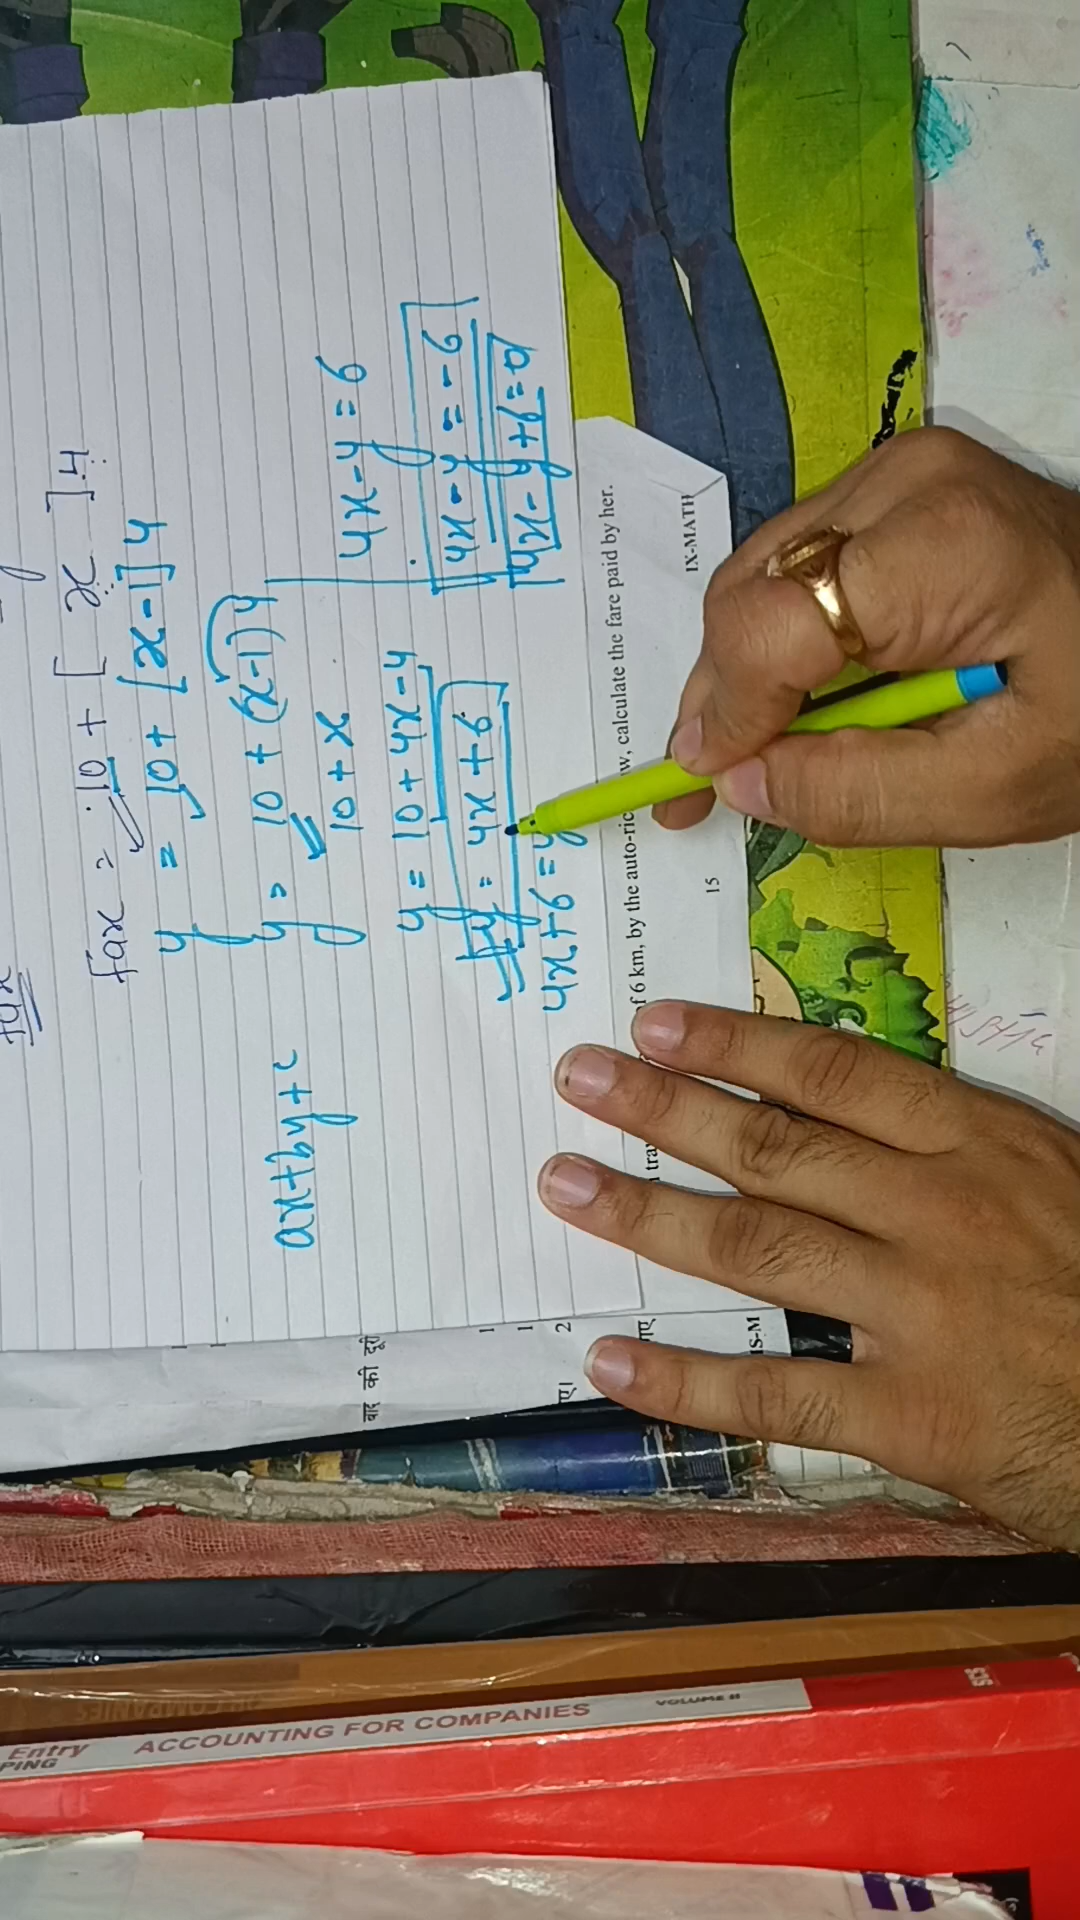 fax = 10 + [ x ]4
y = 10 + [x-1]4
y = 10 + (x-1)4
y 10+x
y = 10 + 4x-4
y = 4x+6
4x+6=y
ax+by+c
4x-y=6
4x-y=-6
4x-y+6=0
f 6 km, by the auto-ric
w, calculate the fare paid by her.
15
IX-MATH
बाद की दूरी
1
1
2
ACCOUNTING FOR COMPANIES
VOLUME II
Entry
PING